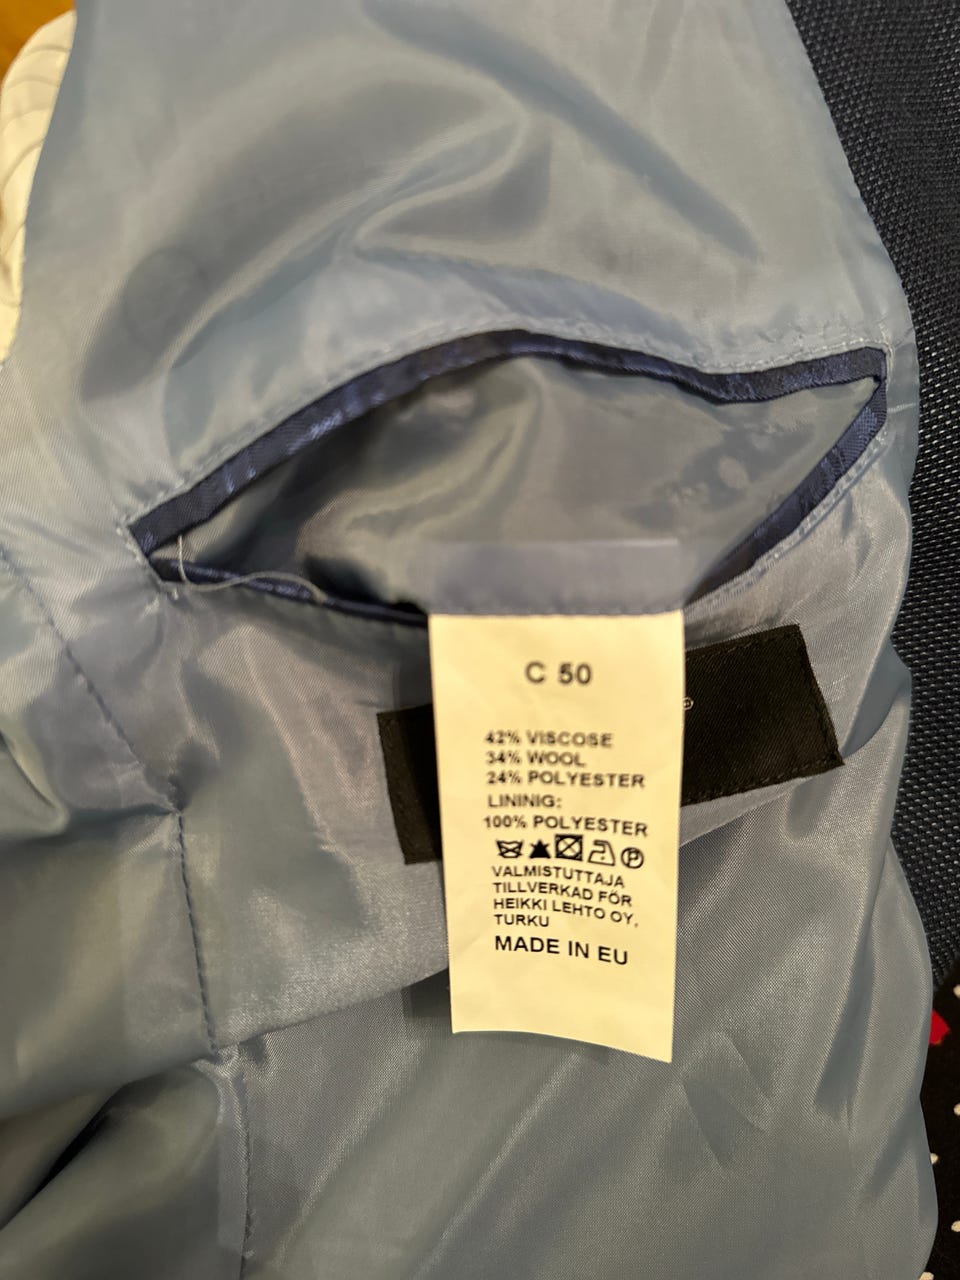 C 50
42% VISCOSE
34% WOOL
24% POLYESTER
LININIG:
100% POLYESTER
P
VALMISTUTTAJA
TILLVERKAD FÖR
HEIKKI LEHTO OY,
TURKU
MADE IN EU
®